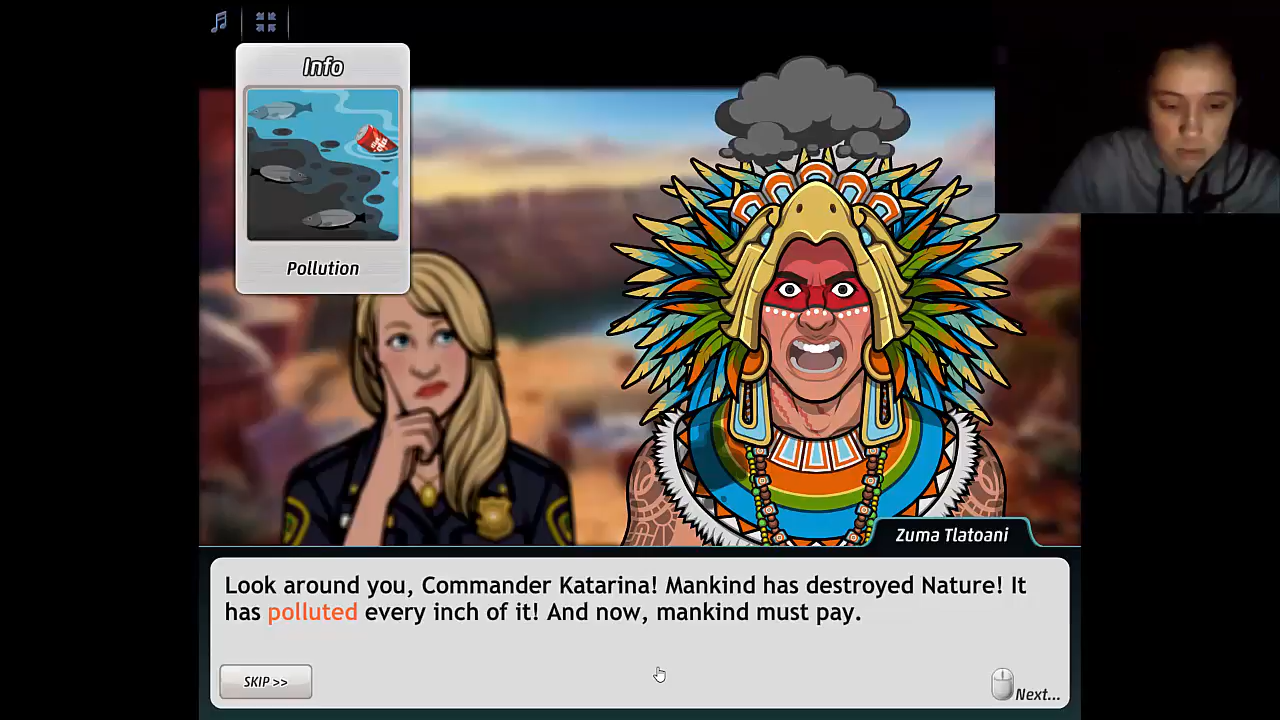 Info
Pollution
Zuma Tlatoani
Look around you, Commander Katarina! Mankind has destroyed Nature! It
has polluted every inch of it! And now, mankind must pay.
SKIP >>
Next...